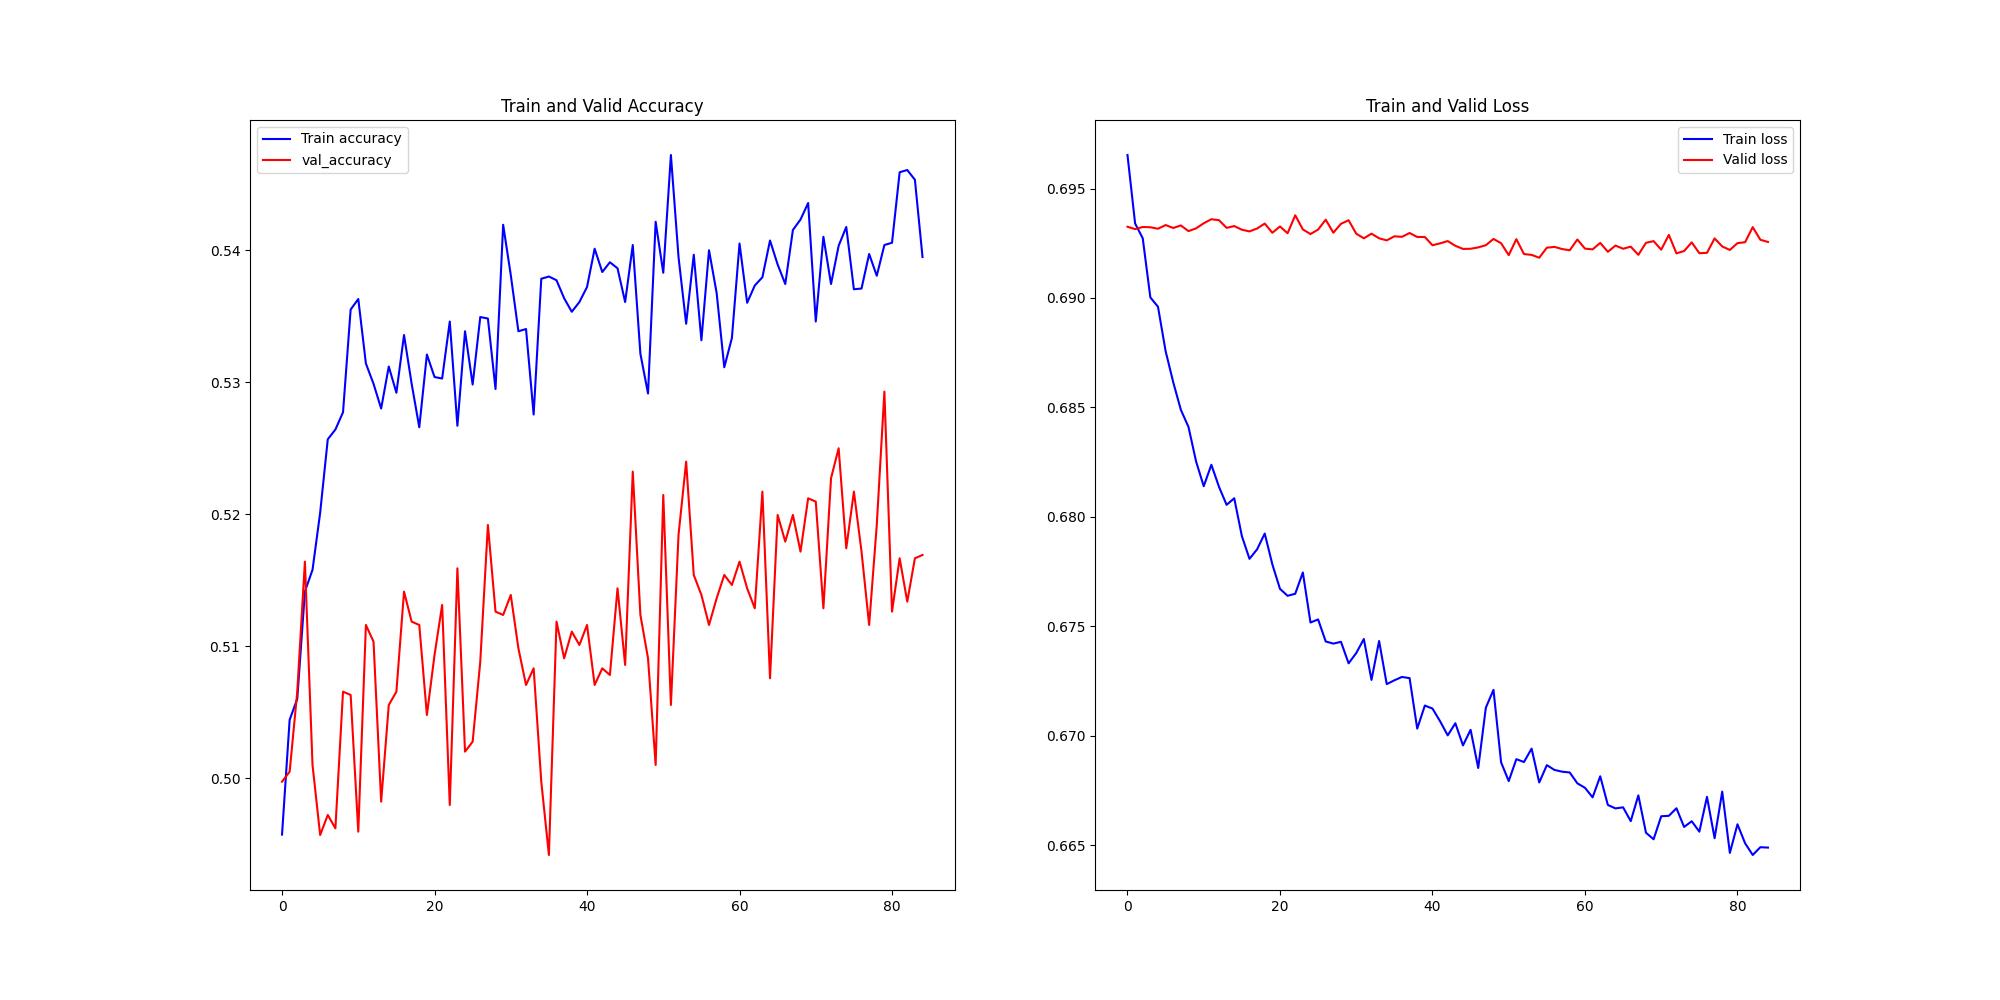 Train and Valid Accuracy
Train accuracy
val_accuracy
0.54
0.53
0.52
0.51
0.50
0 20 40 60 80
Train and Valid Loss
Train loss
Valid loss
0.695
0.690
0.685
0.680
0.675
0.670
0.665
0 20 40 60 80